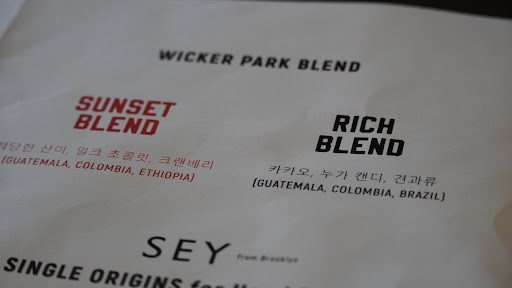 WICKER PARK BLEND
SUNSET
BLEND
산미, 밀크 초콜릿, 크랜베리
(GUATEMALA, COLOMBIA, ETHIOPIA)
RICH
BLEND
카카오, 누가 캔디, 견과류
(GUATEMALA, COLOMBIA, BRAZIL)
SEY from Brooklyn
SINGLE ORIGINS for